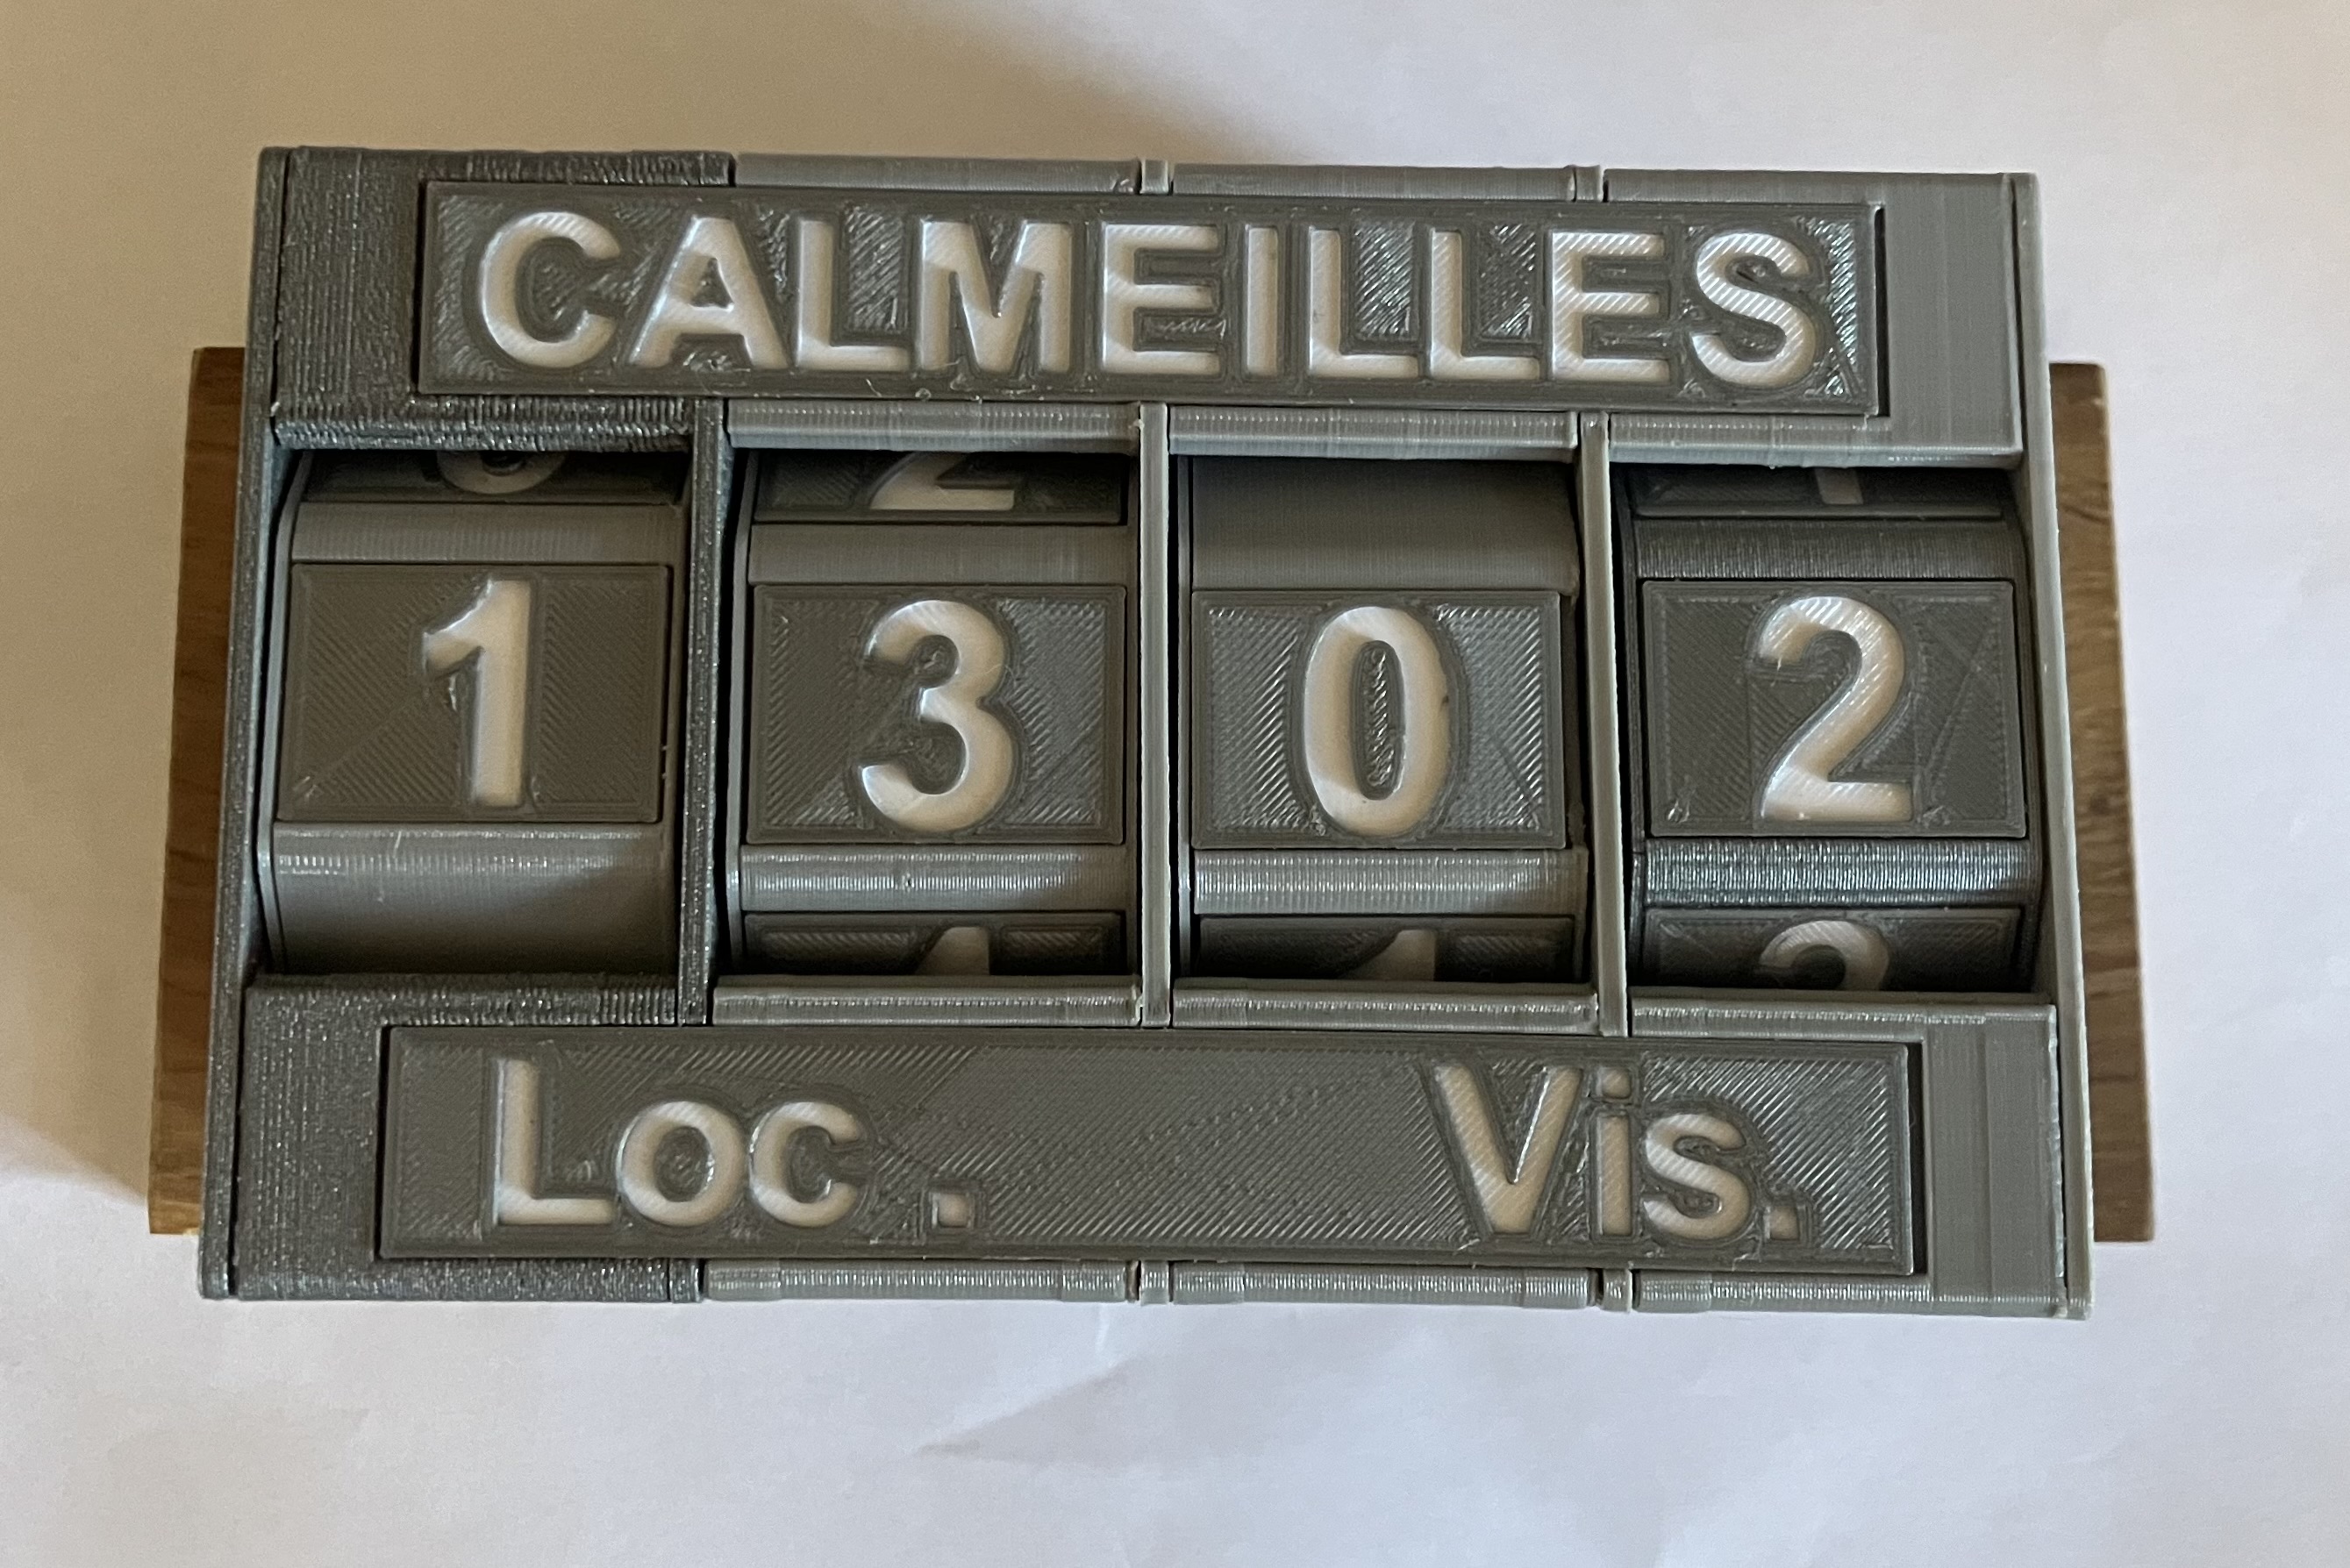 CALMEILLES
1 3 0 2
Loc. Vis.